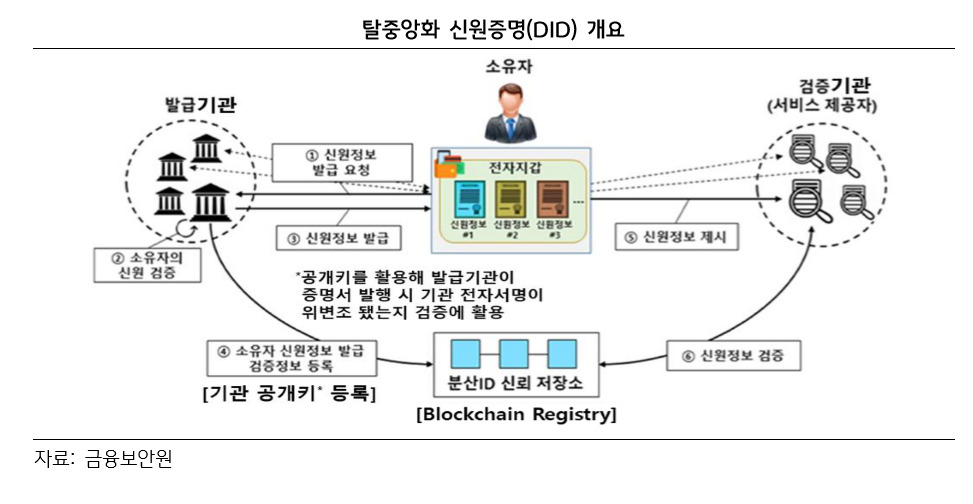 탈중앙화 신원증명(DID) 개요
소유자
발급기관
검증기관
(서비스 제공자)
① 신원정보
발급 요청
전자지갑
신원정보
#1
신원정보
#2
신원정보
#3
...
③ 신원정보 발급
⑤ 신원정보 제시
② 소유자의
신원 검증
*공개키를 활용해 발급기관이
증명서 발행 시 기관 전자서명이
위변조 됐는지 검증에 활용
④ 소유자 신원정보 발급
검증정보 등록
[기관 공개키* 등록]
⑥ 신원정보 검증
분산ID 신뢰 저장소
[Blockchain Registry]
자료: 금융보안원